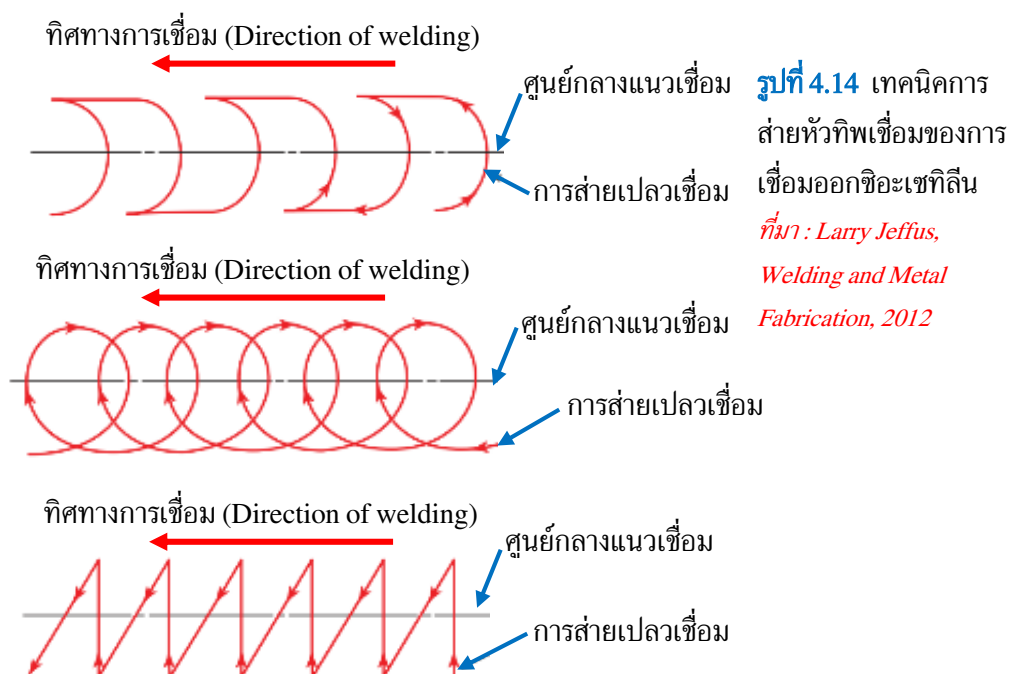 ทิศทางการเชื่อม (Direction of welding)
ศูนย์กลางแนวเชื่อม
การส่ายเปลวเชื่อม
รูปที่ 4.14 เทคนิคการ
ส่ายหัวทิพเชื่อมของการ
เชื่อมออกซิอะเซทิลีน
ที่มา : Larry Jeffus,
Welding and Metal
Fabrication, 2012
ทิศทางการเชื่อม (Direction of welding)
ศูนย์กลางแนวเชื่อม
การส่ายเปลวเชื่อม
ทิศทางการเชื่อม (Direction of welding)
ศูนย์กลางแนวเชื่อม
การส่ายเปลวเชื่อม